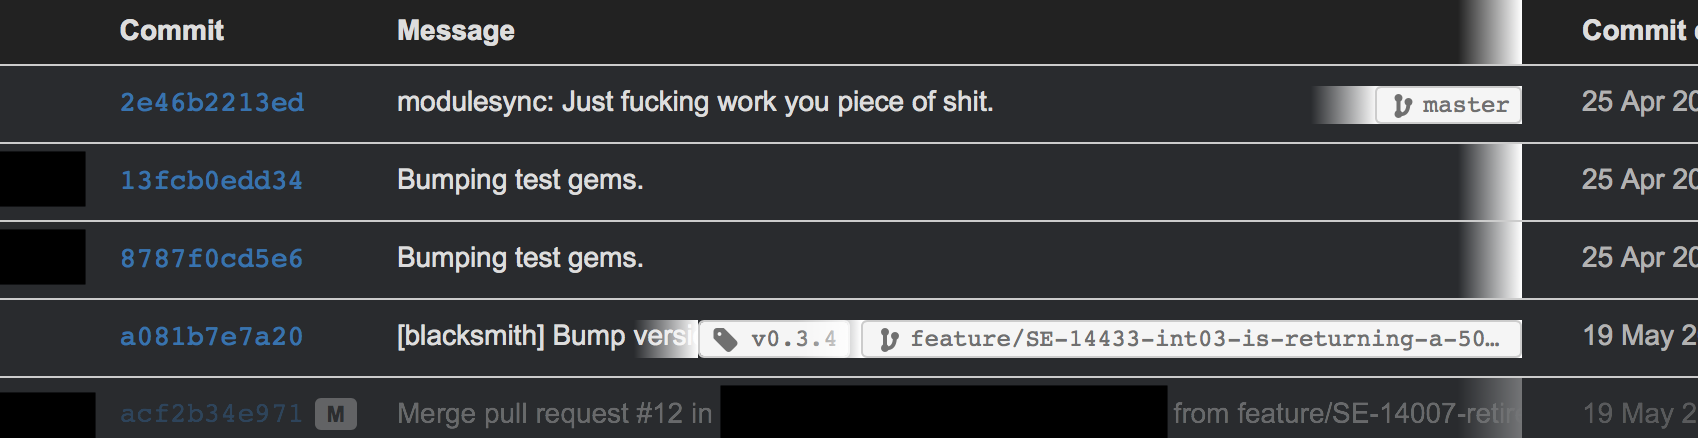 Commit Message Commit
2e46b2213ed modulesync: Just fucking work you piece of shit. master 25 Apr 20
13fcb0edd34 Bumping test gems. 25 Apr 20
8787f0cd5e6 Bumping test gems. 25 Apr 20
a081b7e7a20 [blacksmith] Bump versi v0.3.4 feature/SE-14433-int03-is-returning-a-50… 19 May 2
acf2b34e971 M Merge pull request #12 in from feature/SE-14007-retir 19 May 2